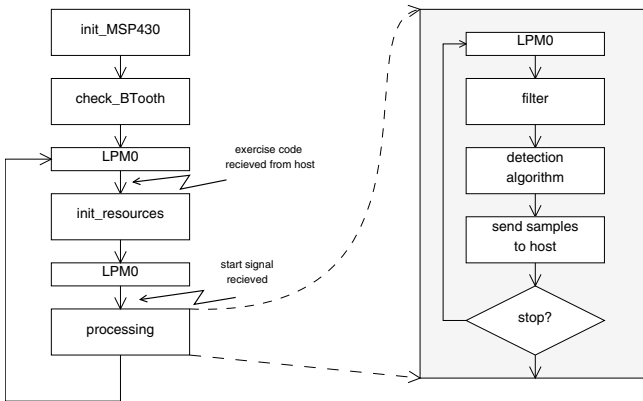 init_MSP430
check_BTooth
LPM0
exercise code
recieved from host
init_resources
LPM0
start signal
recieved
processing
LPM0
filter
detection
algorithm
send samples
to host
stop?